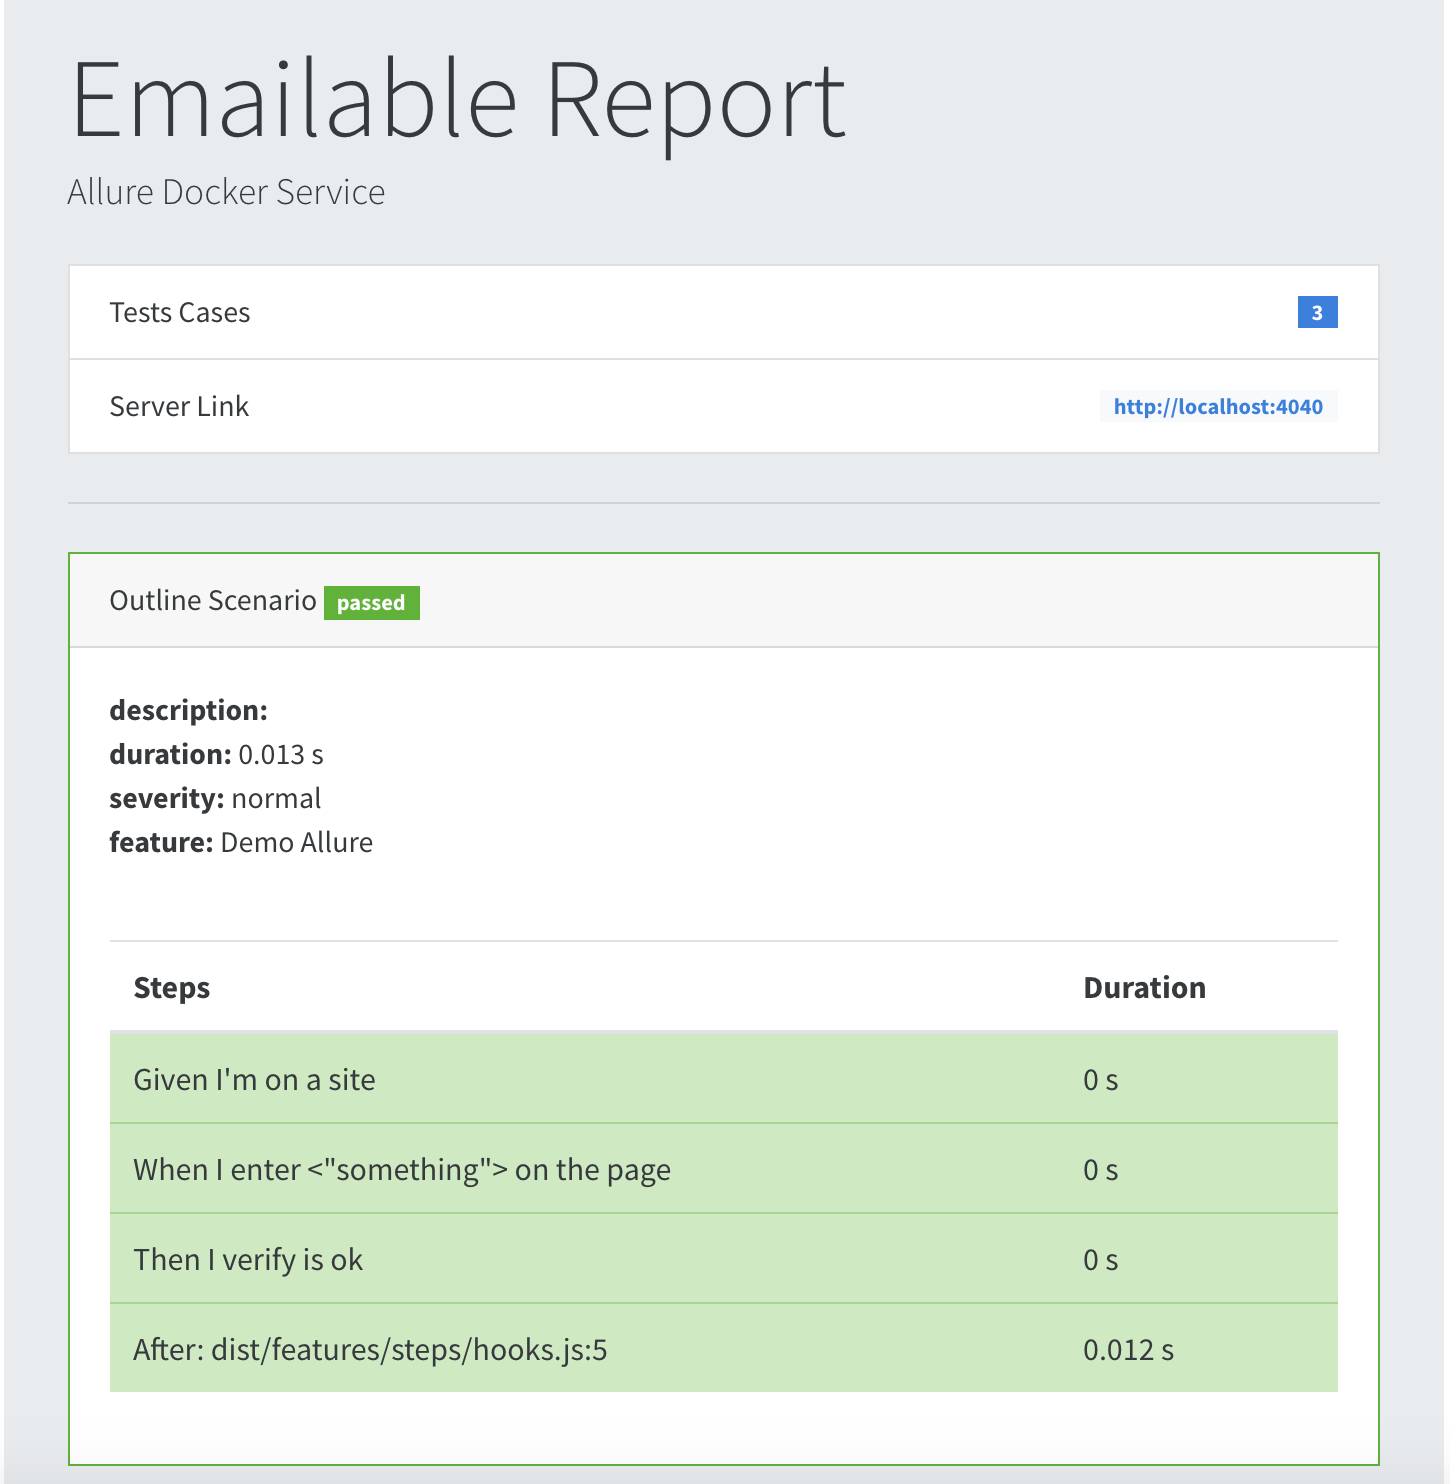 Emailable Report
Allure Docker Service
Tests Cases 3
Server Link http://localhost:4040
Outline Scenario passed
description:
duration: 0.013 s
severity: normal
feature: Demo Allure
Steps Duration
Given I'm on a site 0 s
When I enter <"something"> on the page 0 s
Then I verify is ok 0 s
After: dist/features/steps/hooks.js:5 0.012 s